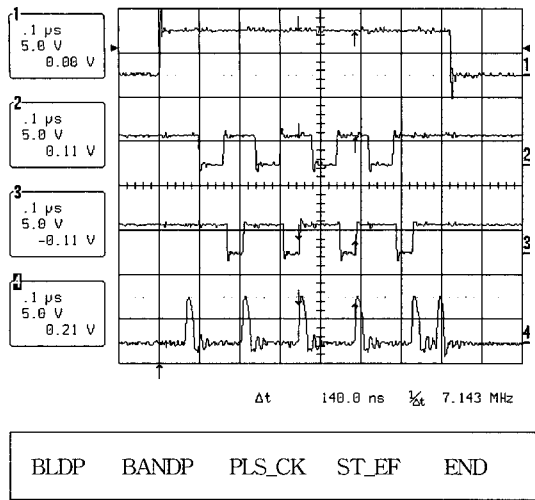 1
.1 µs
5.0 V
0.00 V
1
2
.1 µs
5.0 V
0.11 V
2
3
.1 µs
5.0 V
-0.11 V
3
4
.1 µs
5.0 V
0.21 V
4
Δt 140.0 ns 1/Δt 7.143 MHz
BLDP BANDP PLS_CK ST_EF END